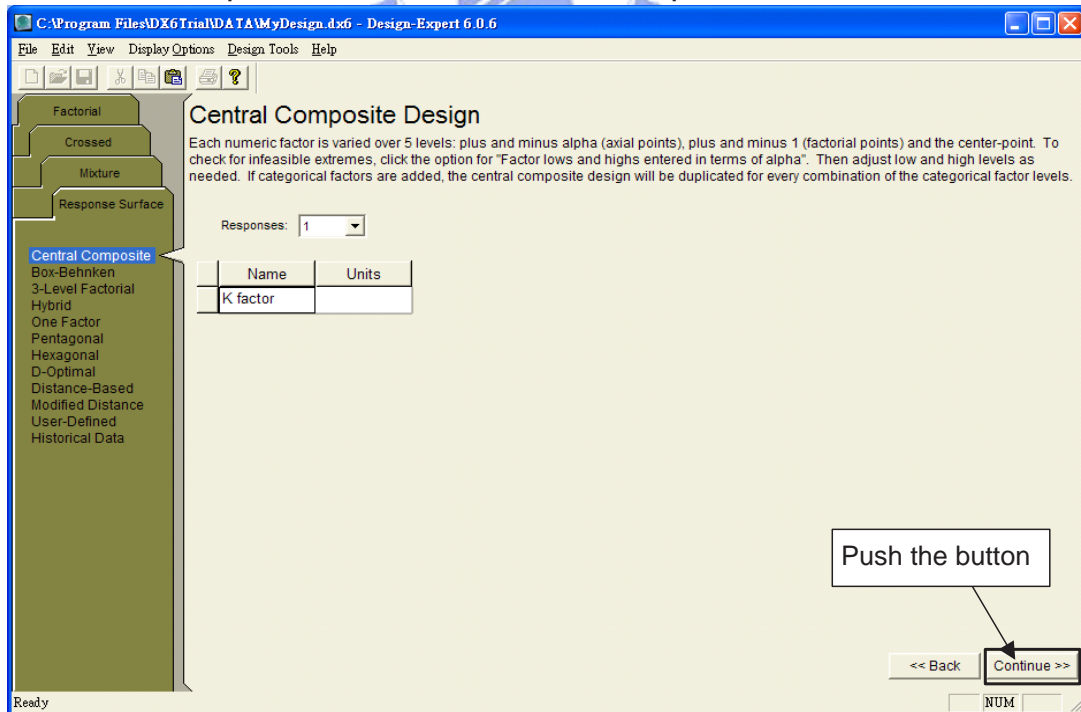 C:\Program Files\DX6Trial\DATA\MyDesign.dx6 - Design-Expert 6.0.6
File Edit View Display Options Design Tools Help
Factorial
Crossed
Mixture
Response Surface
Central Composite
Box-Behnken
3-Level Factorial
Hybrid
One Factor
Pentagonal
Hexagonal
D-Optimal
Distance-Based
Modified Distance
User-Defined
Historical Data
Central Composite Design
Each numeric factor is varied over 5 levels: plus and minus alpha (axial points), plus and minus 1 (factorial points) and the center-point. To
check for infeasible extremes, click the option for "Factor lows and highs entered in terms of alpha". Then adjust low and high levels as
needed. If categorical factors are added, the central composite design will be duplicated for every combination of the categorical factor levels.
Responses: 1
Name Units
K factor
Push the button
<< Back Continue >>
Ready NUM